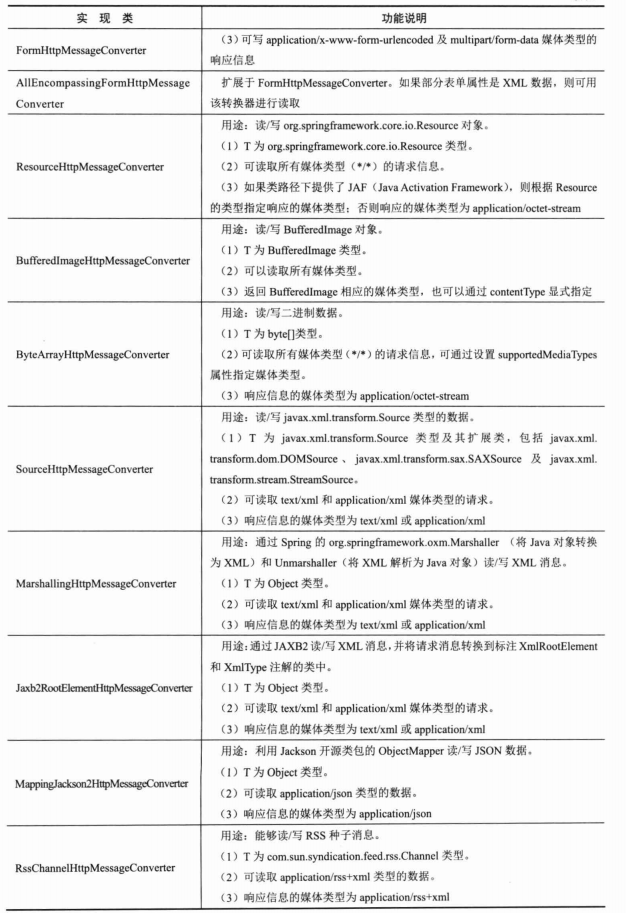 实 现 类
功能说明
FormHttpMessageConverter
（3）可写 application/x-www-form-urlencoded 及 multipart/form-data 媒体类型的
响应信息
AllEncompassingFormHttpMessage
Converter
扩展于 FormHttpMessageConverter。如果部分表单属性是 XML 数据，则可用
该转换器进行读取
ResourceHttpMessageConverter
用途：读/写 org.springframework.core.io.Resource 对象。
（1）T 为 org.springframework.core.io.Resource 类型。
（2）可读取所有媒体类型（*/*）的请求信息。
（3）如果类路径下提供了 JAF（Java Activation Framework），则根据 Resource
的类型指定响应的媒体类型；否则响应的媒体类型为 application/octet-stream
BufferedImageHttpMessageConverter
用途：读/写 BufferedImage 对象。
（1）T 为 BufferedImage 类型。
（2）可以读取所有媒体类型。
（3）返回 BufferedImage 相应的媒体类型，也可以通过 contentType 显式指定
ByteArrayHttpMessageConverter
用途：读/写二进制数据。
（1）T 为 byte[]类型。
（2）可读取所有媒体类型（*/*）的请求信息，可通过设置 supportedMediaTypes
属性指定媒体类型。
（3）响应信息的媒体类型为 application/octet-stream
SourceHttpMessageConverter
用途：读/写 javax.xml.transform.Source 类型的数据。
（1）T 为 javax.xml.transform.Source 类型及其扩展类，包括 javax.xml.
transform.dom.DOMSource 、 javax.xml.transform.sax.SAXSource 及 javax.xml.
transform.stream.StreamSource。
（2）可读取 text/xml 和 application/xml 媒体类型的请求。
（3）响应信息的媒体类型为 text/xml 或 application/xml
MarshallingHttpMessageConverter
用途：通过 Spring 的 org.springframework.oxm.Marshaller （将 Java 对象转换
为 XML）和 Unmarshaller（将 XML 解析为 Java 对象）读/写 XML 消息。
（1）T 为 Object 类型。
（2）可读取 text/xml 和 application/xml 媒体类型的请求。
（3）响应信息的媒体类型为 text/xml 或 application/xml
Jaxb2RootElementHttpMessageConverter
用途：通过 JAXB2 读/写 XML 消息，并将请求消息转换到标注 XmlRootElement
和 XmlType 注解的类中。
（1）T 为 Object 类型。
（2）可读取 text/xml 和 application/xml 媒体类型的请求。
（3）响应信息的媒体类型为 text/xml 或 application/xml
MappingJackson2HttpMessageConverter
用途：利用 Jackson 开源类包的 ObjectMapper 读/写 JSON 数据。
（1）T 为 Object 类型。
（2）可读取 application/json 类型的数据。
（3）响应信息的媒体类型为 application/json
RssChannelHttpMessageConverter
用途：能够读/写 RSS 种子消息。
（1）T 为 com.sun.syndication.feed.rss.Channel 类型。
（2）可读取 application/rss+xml 类型的数据。
（3）响应信息的媒体类型为 application/rss+xml